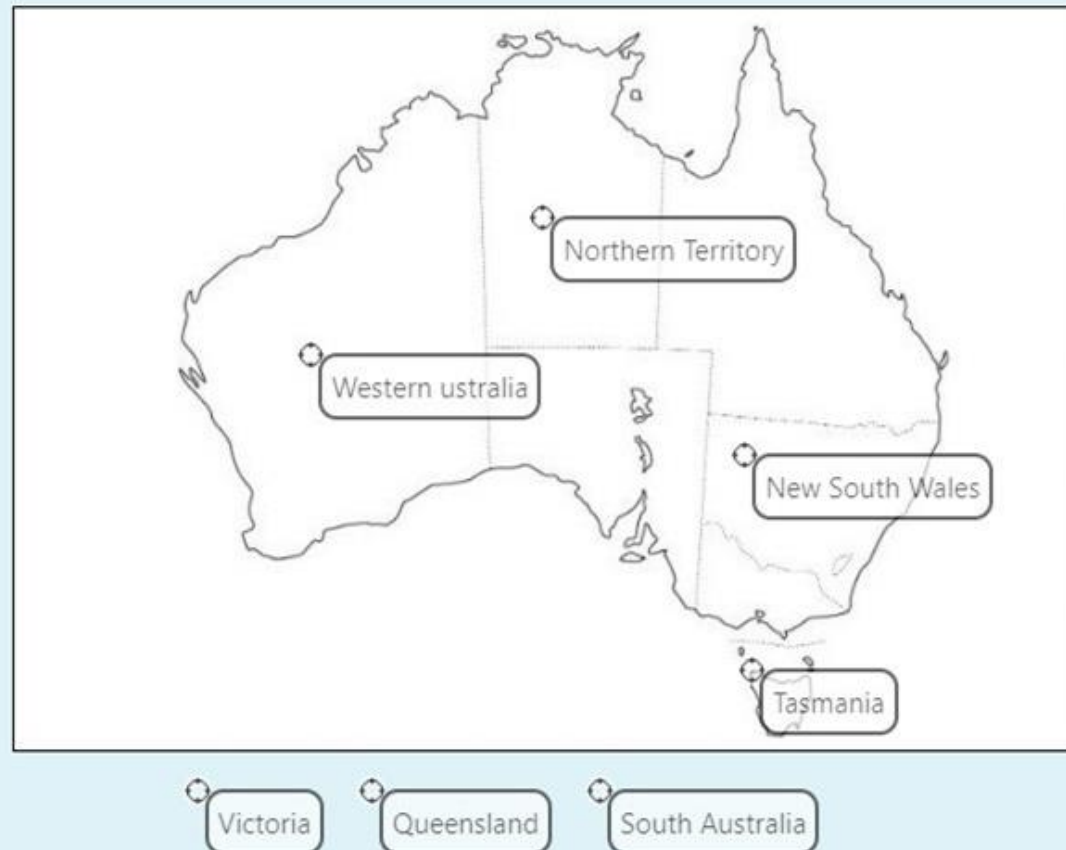 Northern Territory
Western ustralia
New South Wales
Tasmania
Victoria
Queensland
South Australia